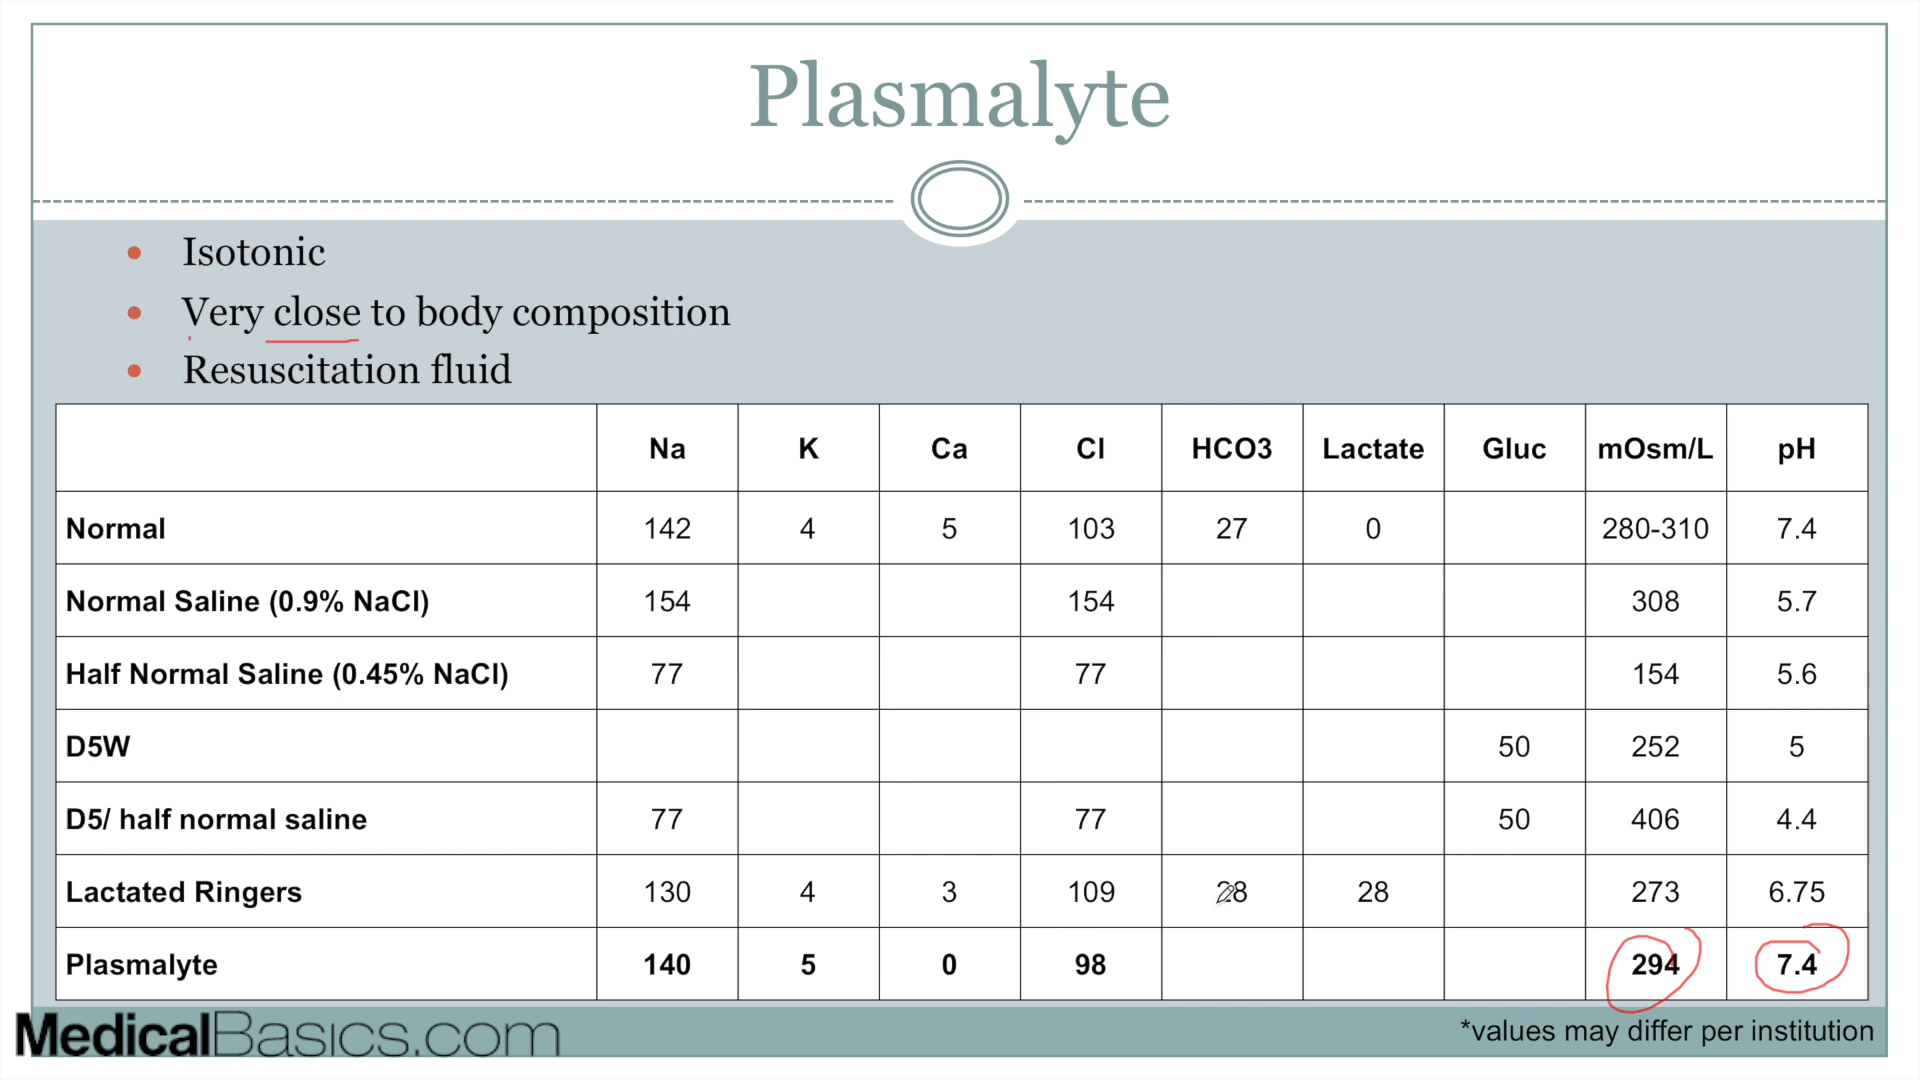 Plasmalyte
Isotonic
Very close to body composition
Resuscitation fluid
Na K Ca Cl HCO3 Lactate Gluc mOsm/L pH
Normal 142 4 5 103 27 0 280-310 7.4
Normal Saline (0.9% NaCl) 154 154 308 5.7
Half Normal Saline (0.45% NaCl) 77 77 154 5.6
D5W 50 252 5
D5/ half normal saline 77 77 50 406 4.4
Lactated Ringers 130 4 3 109 28 28 273 6.75
Plasmalyte 140 5 0 98 294 7.4
MedicalBasics.com
*values may differ per institution